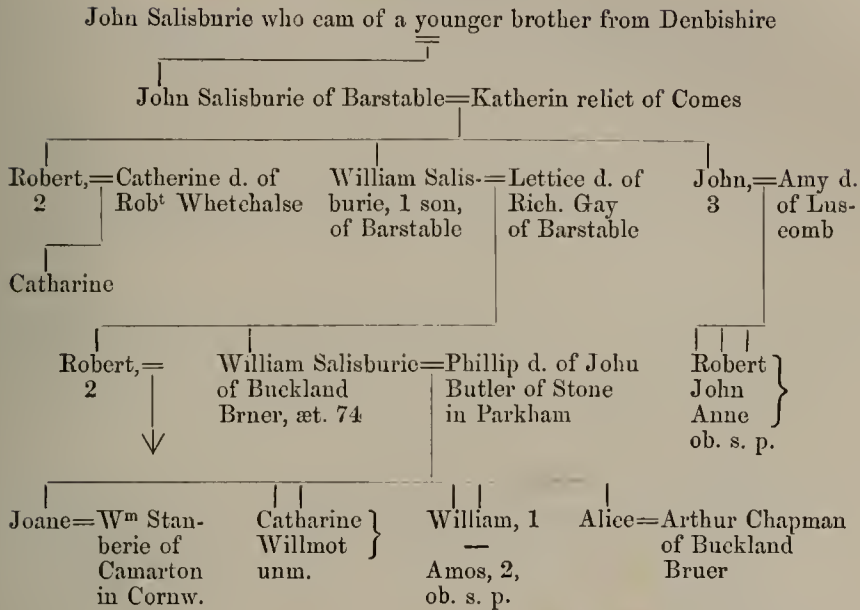 John Salisburie who cam of a younger brother from Denbishire
John Salisburie of Barstable=Katherin relict of Comes
Robert,=Catherine d. of
2 Robt Whetchalse
William Salis-=Lettice d. of
burie, 1 son, Rich. Gay
of Barstable of Barstable
John,=Amy d.
3 of Lus-
comb
Catharine
Robert,=
2
William Salisburie=Phillip d. of John
of Buckland Butler of Stone
Brner, æt. 74 in Parkham
Robert
John
Anne
ob. s. p.
Joane=Wm Stan-
berie of
Camarton
in Cornw.
Catharine
Willmot
unm.
William, 1
—
Amos, 2,
ob. s. p.
Alice=Arthur Chapman
of Buckland
Bruer